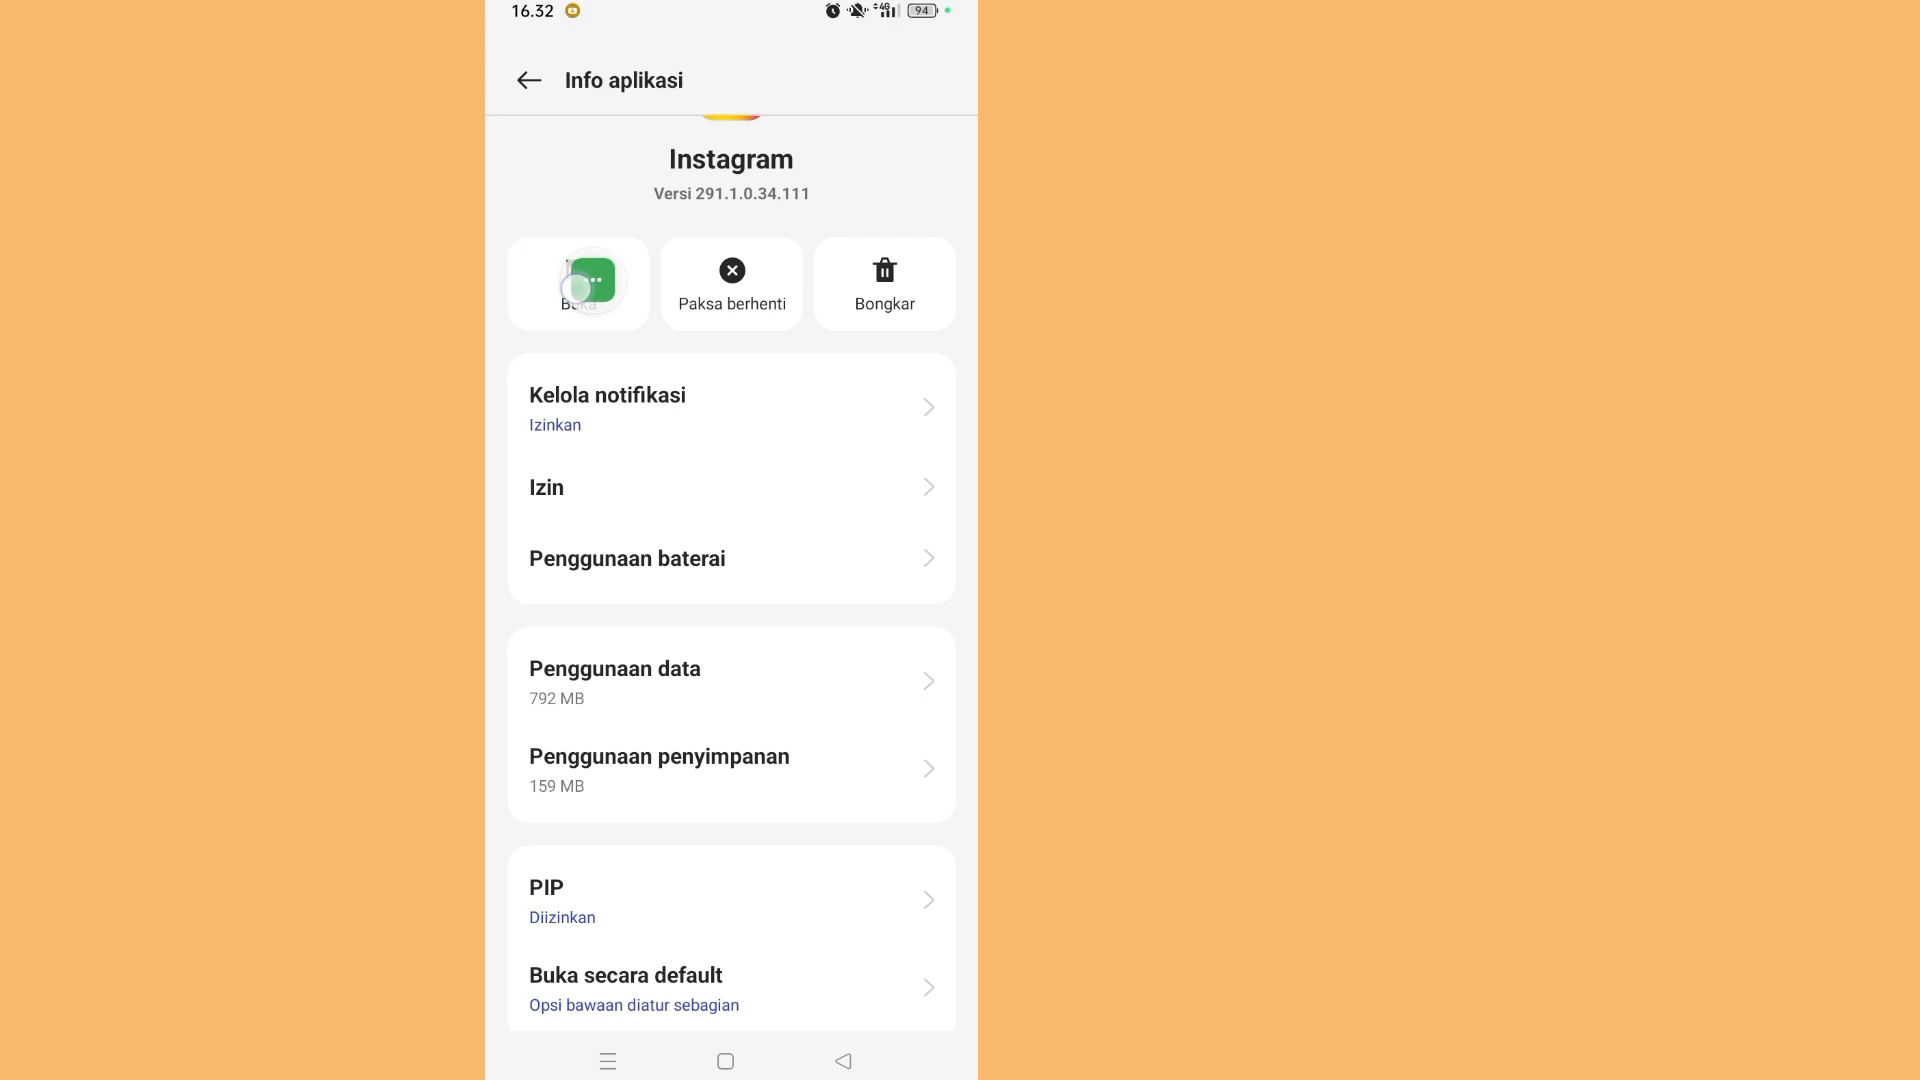 16.32
4G
94
Info aplikasi
Instagram
Versi 291.1.0.34.111
Buka
Paksa berhenti
Bongkar
Kelola notifikasi
Izinkan
Izin
Penggunaan baterai
Penggunaan data
792 MB
Penggunaan penyimpanan
159 MB
PIP
Diizinkan
Buka secara default
Opsi bawaan diatur sebagian